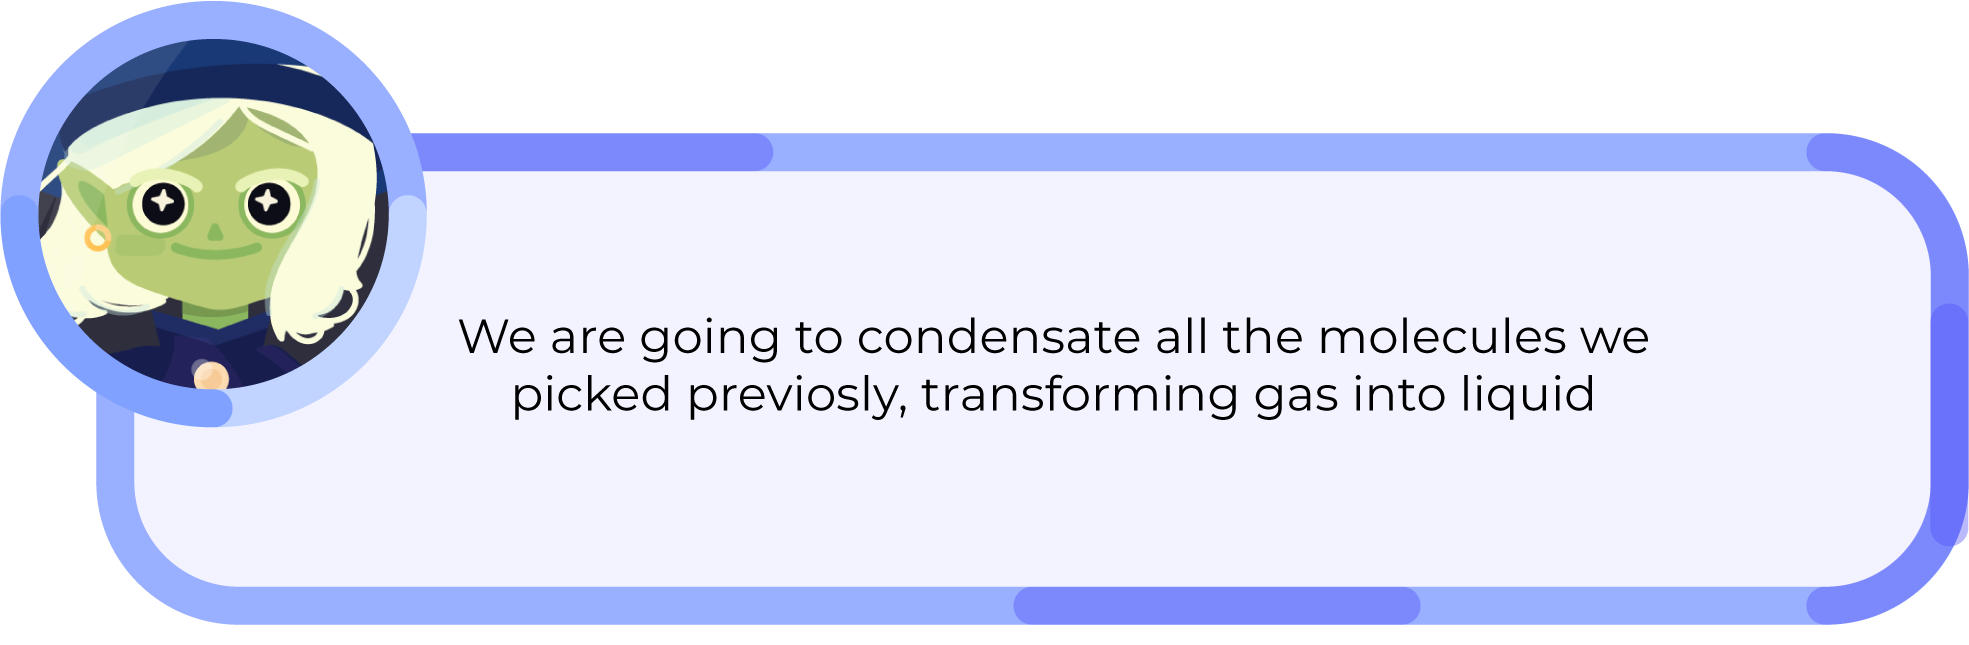 We are going to condensate all the molecules we
picked previosly, transforming gas into liquid